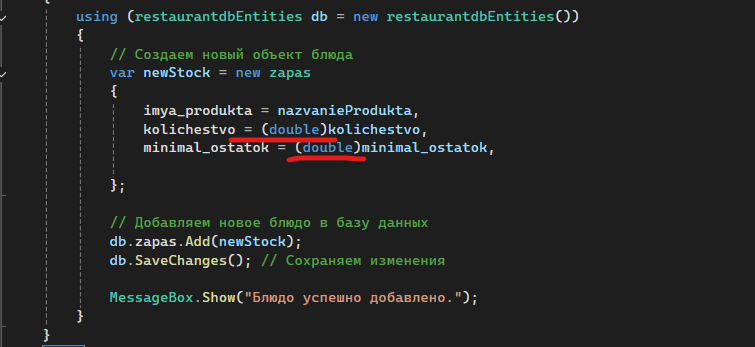 {
using (restaurantdbEntities db = new restaurantdbEntities())
{
// Создаем новый объект блюда
var newStock = new zapas
{
imya_produkta = nazvanieProdukta,
kolichestvo = (double)kolichestvo,
minimal_ostatok = (double)minimal_ostatok,
};
// Добавляем новое блюдо в базу данных
db.zapas.Add(newStock);
db.SaveChanges(); // Сохраняем изменения
MessageBox.Show("Блюдо успешно добавлено.");
}
}